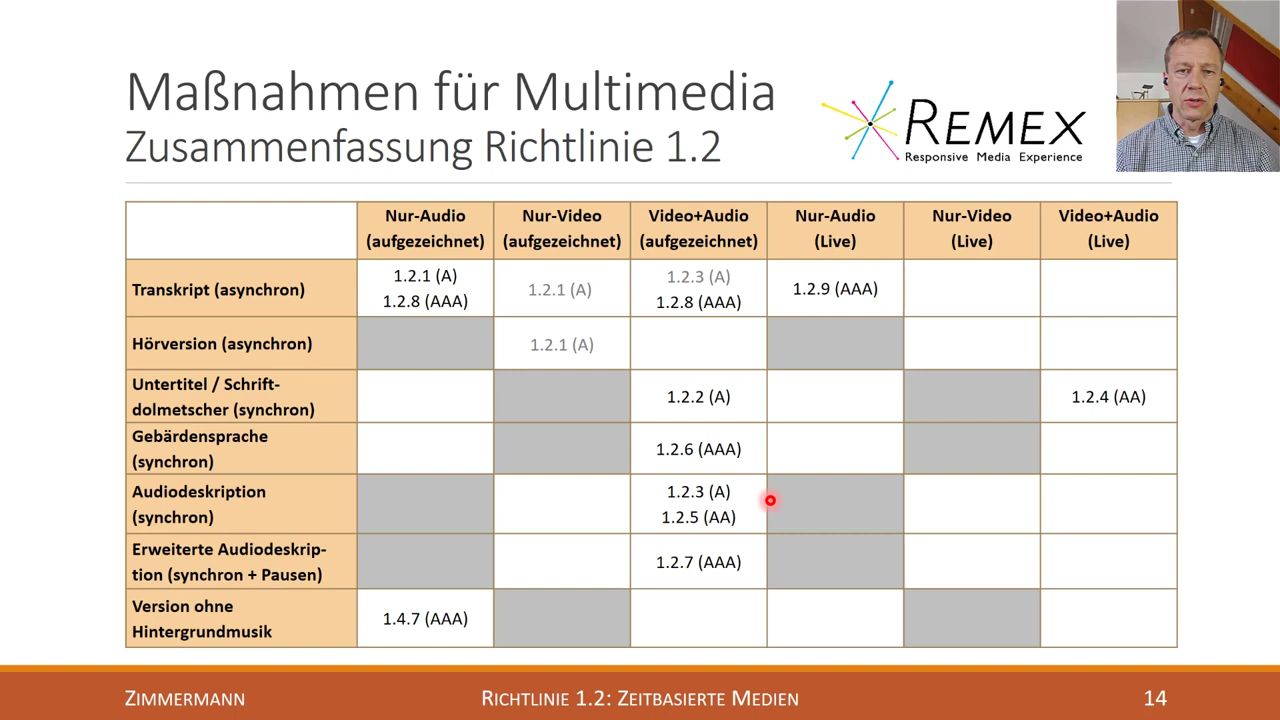 Maßnahmen für Multimedia
Zusammenfassung Richtlinie 1.2
REMEX
Responsive Media Experience
Nur-Audio (aufgezeichnet)
Nur-Video (aufgezeichnet)
Video+Audio (aufgezeichnet)
Nur-Audio (Live)
Nur-Video (Live)
Video+Audio (Live)
Transkript (asynchron)
1.2.1 (A)
1.2.8 (AAA)
1.2.1 (A)
1.2.3 (A)
1.2.8 (AAA)
1.2.9 (AAA)
Hörversion (asynchron)
1.2.1 (A)
Untertitel / Schrift-
dolmetscher (synchron)
1.2.2 (A)
1.2.4 (AA)
Gebärdensprache
(synchron)
1.2.6 (AAA)
Audiodeskription
(synchron)
1.2.3 (A)
1.2.5 (AA)
Erweiterte Audiodeskrip-
tion (synchron + Pausen)
1.2.7 (AAA)
Version ohne
Hintergrundmusik
1.4.7 (AAA)
ZIMMERMANN
RICHTLINIE 1.2: ZEITBASIERTE MEDIEN
14